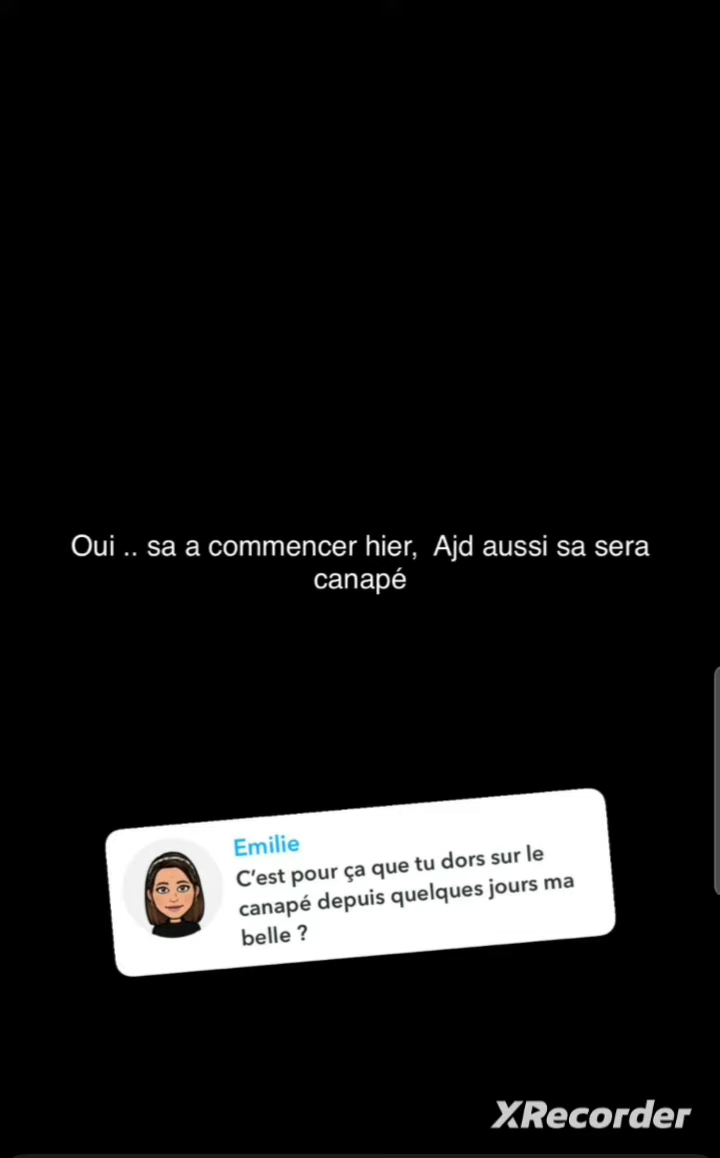 Oui .. sa a commencer hier,  Ajd aussi sa sera
canapé
Emilie
C'est pour ça que tu dors sur le
canapé depuis quelques jours ma
belle ?
XRecorder